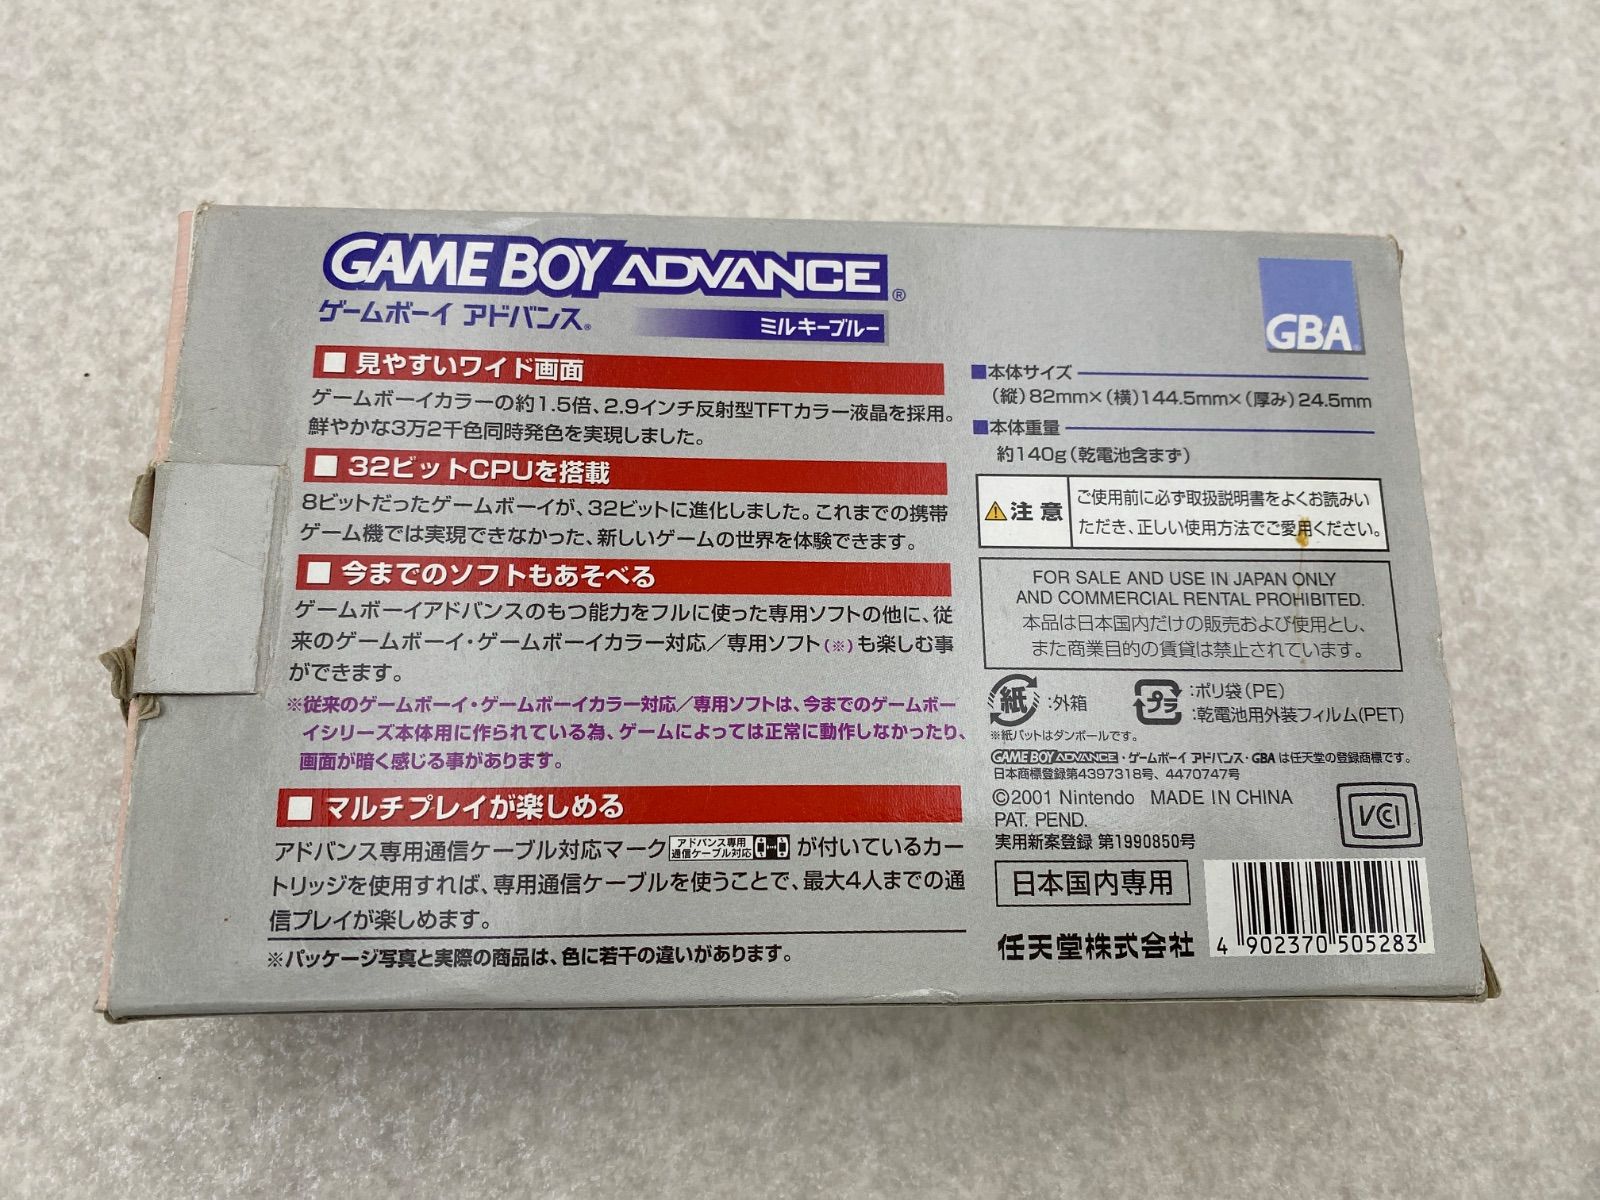 GAME BOY ADVANCE®
ゲームボーイ アドバンス®
ミルキーブルー
■ 見やすいワイド画面
ゲームボーイカラーの約1.5倍、2.9インチ反射型TFTカラー液晶を採用。
鮮やかな3万2千色同時発色を実現しました。
■ 32ビットCPUを搭載
8ビットだったゲームボーイが、32ビットに進化しました。これまでの携帯
ゲーム機では実現できなかった、新しいゲームの世界を体験できます。
■ 今までのソフトもあそべる
ゲームボーイアドバンスのもつ能力をフルに使った専用ソフトの他に、従
来のゲームボーイ・ゲームボーイカラー対応／専用ソフト(※)も楽しむ事
ができます。
※従来のゲームボーイ・ゲームボーイカラー対応／専用ソフトは、今までのゲームボー
イシリーズ本体用に作られている為、ゲームによっては正常に動作しなかったり、
画面が暗く感じる事があります。
■ マルチプレイが楽しめる
アドバンス専用通信ケーブル対応マーク アドバンス専用 通信ケーブル対応 が付いているカー
トリッジを使用すれば、専用通信ケーブルを使うことで、最大4人までの通
信プレイが楽しめます。
※パッケージ写真と実際の商品は、色に若干の違いがあります。
GBA
■本体サイズ
（縦）82mm×（横）144.5mm×（厚み）24.5mm
■本体重量
約140g（乾電池含まず）
注意
ご使用前に必ず取扱説明書をよくお読みい
ただき、正しい使用方法でご愛用ください。
FOR SALE AND USE IN JAPAN ONLY
AND COMMERCIAL RENTAL PROHIBITED.
本品は日本国内だけの販売および使用とし、
また商業目的の賃貸は禁止されています。
紙 :外箱
プラ :ポリ袋(PE)
:乾電池用外装フィルム(PET)
※紙パットはダンボールです。
GAME BOY ADVANCE・ゲームボーイ アドバンス・GBA は任天堂の登録商標です。
日本商標登録第4397318号、4470747号
©2001 Nintendo MADE IN CHINA
PAT. PEND.
実用新案登録 第1990850号
VCCI
日本国内専用
任天堂株式会社
4 902370 505283